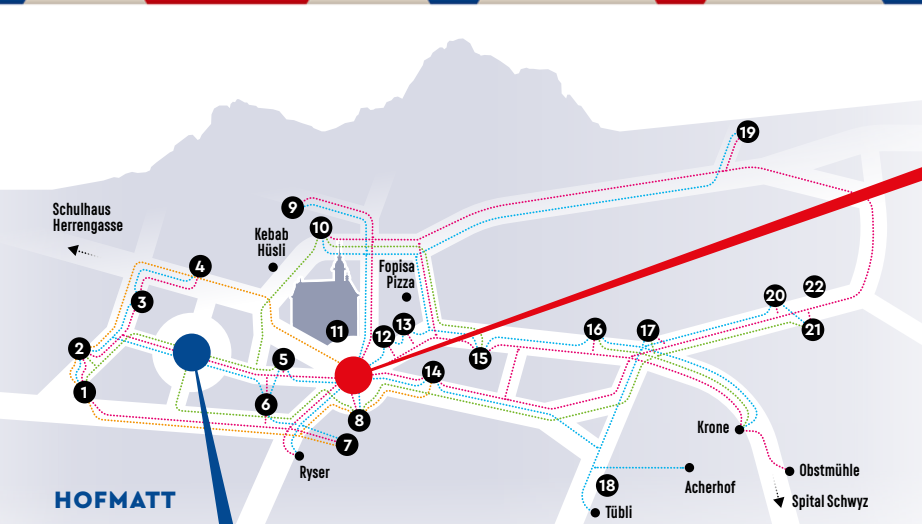 19
Schulhaus
Herrengasse
9
10
Kebab
Hüsli
4
Fopisa
Pizza
3
20
22
11
12
13
16
17
21
2
5
15
14
1
6
8
7
Krone
Ryser
Obstmühle
Acherhof
18
HOFMATT
Spital Schwyz
Tübli